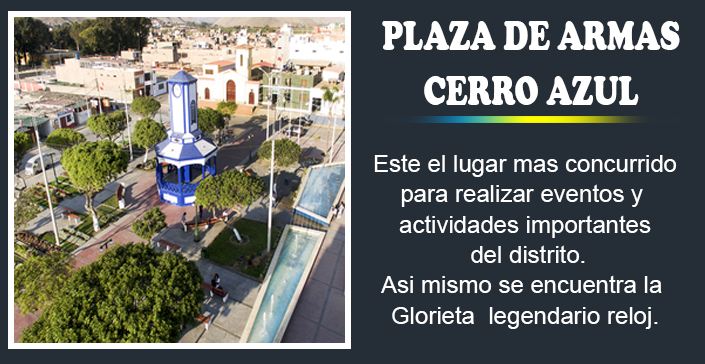 PLAZA DE ARMAS
CERRO AZUL
Este el lugar mas concurrido
para realizar eventos y
actividades importantes
del distrito.
Asi mismo se encuentra la
Glorieta legendario reloj.